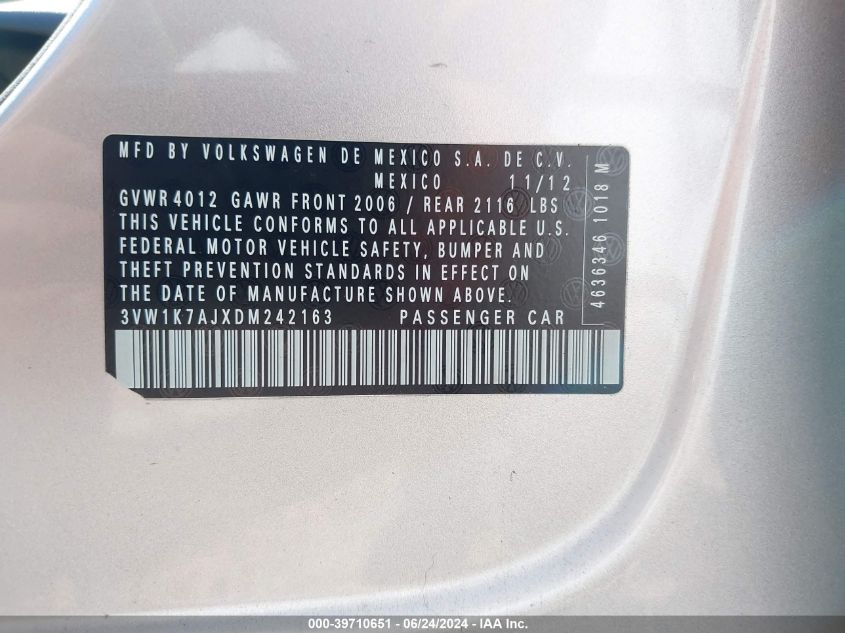 MFD BY VOLKSWAGEN DE MEXICO S.A. DE C.V.
MEXICO 11/12
GVWR 4012 GAWR FRONT 2006 / REAR 2116 LBS
THIS VEHICLE CONFORMS TO ALL APPLICABLE U.S.
FEDERAL MOTOR VEHICLE SAFETY, BUMPER AND
THEFT PREVENTION STANDARDS IN EFFECT ON
THE DATE OF MANUFACTURE SHOWN ABOVE.
3VW1K7AJXDM242163 PASSENGER CAR
4636346 1018 M
000-39710651 - 06/24/2024 - IAA Inc.